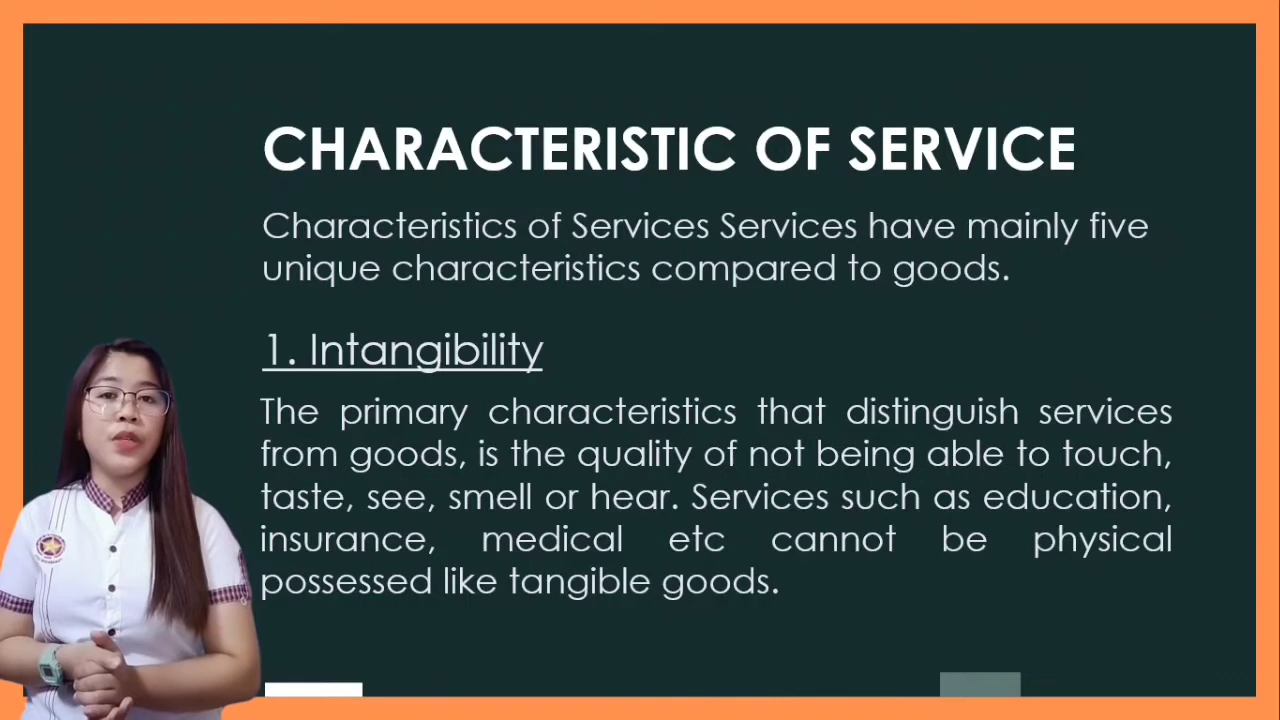 CHARACTERISTIC OF SERVICE
Characteristics of Services Services have mainly five
unique characteristics compared to goods.
1. Intangibility
The primary characteristics that distinguish services
from goods, is the quality of not being able to touch,
taste, see, smell or hear. Services such as education,
insurance, medical etc cannot be physical
possessed like tangible goods.